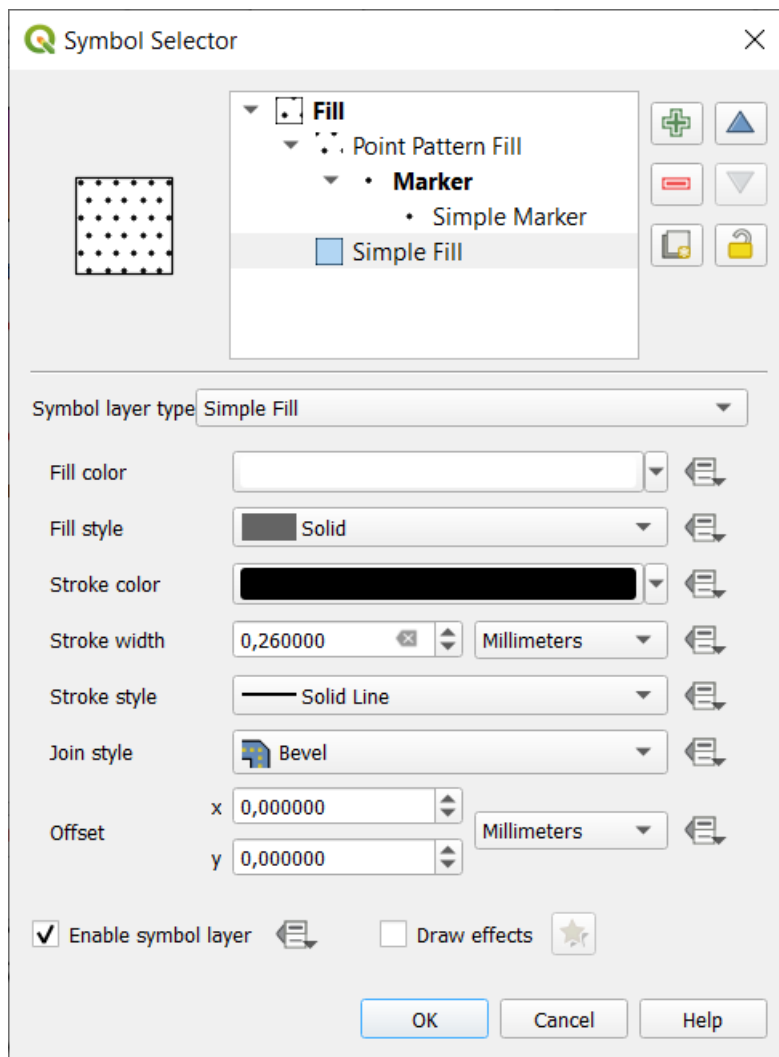 Symbol Selector
Fill
Point Pattern Fill
Marker
Simple Marker
Simple Fill
Symbol layer type Simple Fill
Fill color
Fill style Solid
Stroke color
Stroke width 0,260000 Millimeters
Stroke style Solid Line
Join style Bevel
x 0,000000
Offset Millimeters
y 0,000000
Enable symbol layer Draw effects
OK Cancel Help